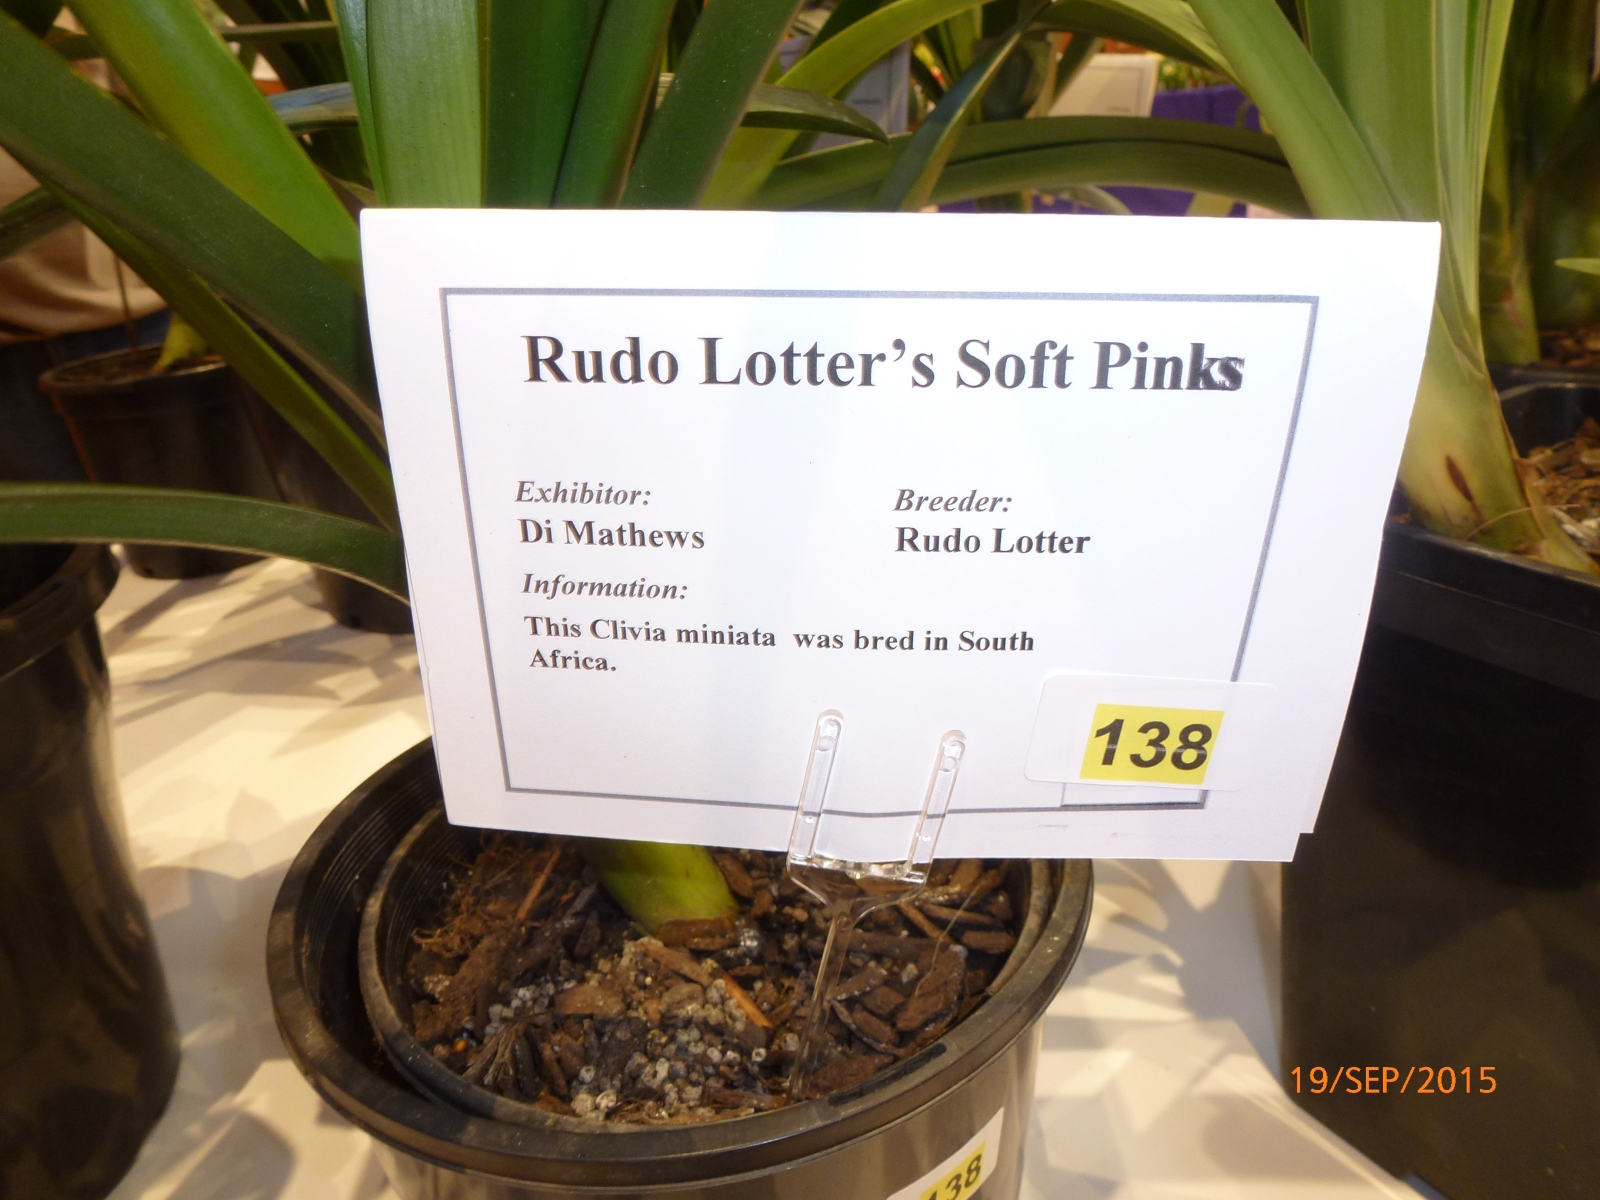 Rudo Lotter's Soft Pinks
Exhibitor:
Di Mathews
Breeder:
Rudo Lotter
Information:
This Clivia miniata was bred in South
Africa.
138
19/SEP/2015
138